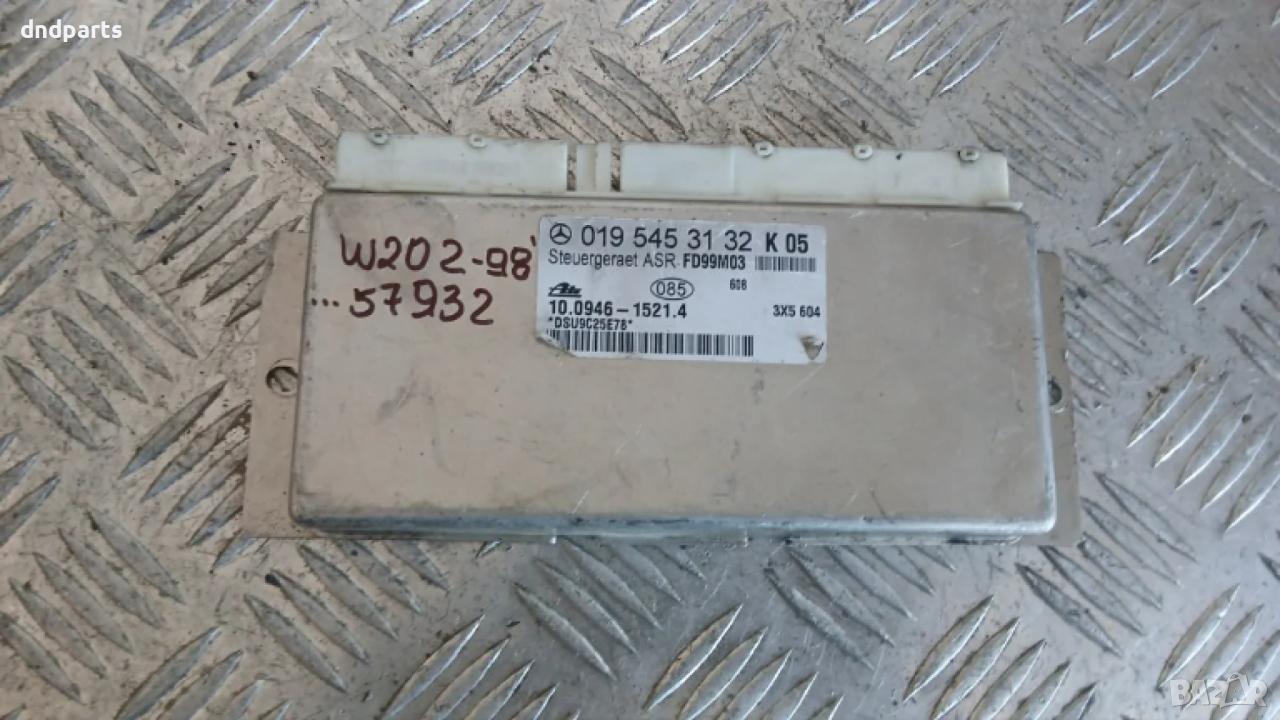 dndparts
W202-98'
...57932
019 545 31 32 K 05
Steuergeraet ASR FD99M03
Ate 085 608
10.0946-1521.4 3X5 604
*DSU9C25E78*
BAZAR